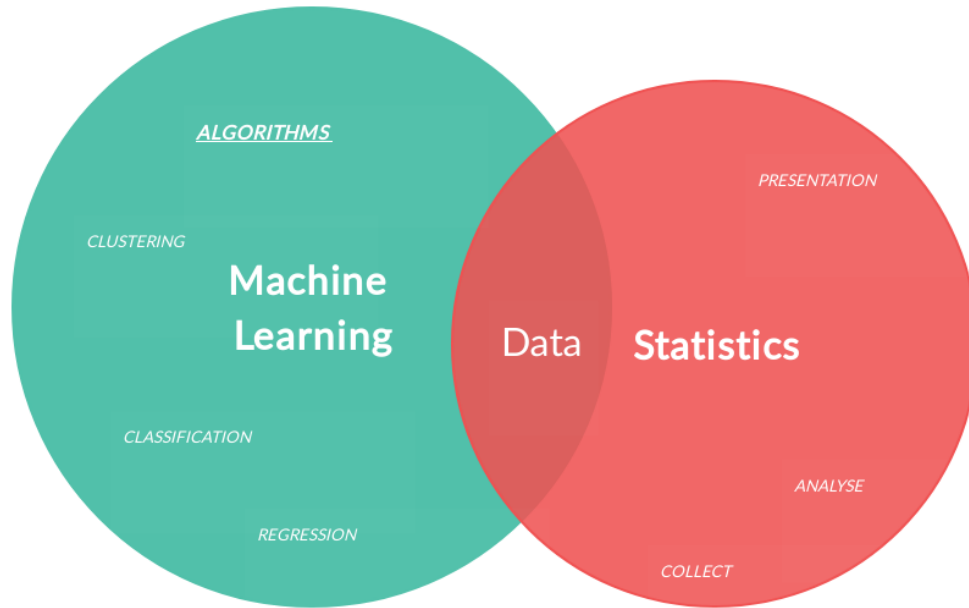 ALGORITHMS
CLUSTERING
Machine
Learning
CLASSIFICATION
REGRESSION
Data
PRESENTATION
Statistics
ANALYSE
COLLECT